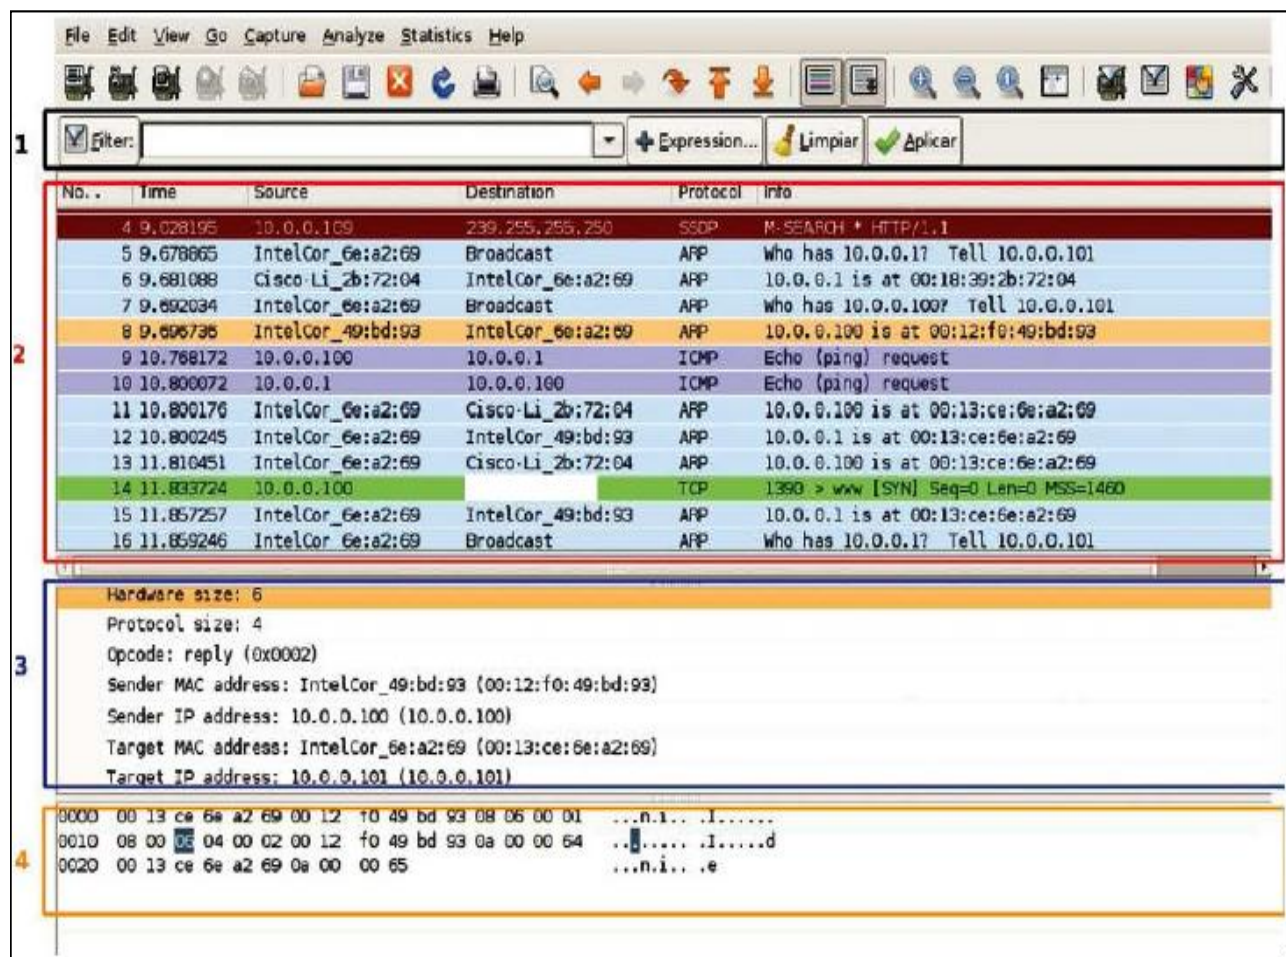 File Edit View Go Capture Analyze Statistics Help
1
Filter: Expression... Limpiar Aplicar
2
No. . Time Source Destination Protocol Info
4 9.028195 10.0.0.109 239.255.255.250 SSDP M-SEARCH * HTTP/1.1
5 9.678865 IntelCor_6e:a2:69 Broadcast ARP Who has 10.0.0.1? Tell 10.0.0.101
6 9.681088 Cisco-Li_2b:72:04 IntelCor_6e:a2:69 ARP 10.0.0.1 is at 00:18:39:2b:72:04
7 9.692034 IntelCor_6e:a2:69 Broadcast ARP Who has 10.0.0.100? Tell 10.0.0.101
8 9.696736 IntelCor_49:bd:93 IntelCor_6e:a2:69 ARP 10.0.0.100 is at 00:12:f0:49:bd:93
9 10.768172 10.0.0.100 10.0.0.1 ICMP Echo (ping) request
10 10.800072 10.0.0.1 10.0.0.100 ICMP Echo (ping) request
11 10.800176 IntelCor_6e:a2:69 Cisco-Li_2b:72:04 ARP 10.0.0.100 is at 00:13:ce:6e:a2:69
12 10.800245 IntelCor_6e:a2:69 IntelCor_49:bd:93 ARP 10.0.0.1 is at 00:13:ce:6e:a2:69
13 11.810451 IntelCor_6e:a2:69 Cisco-Li_2b:72:04 ARP 10.0.0.100 is at 00:13:ce:6e:a2:69
14 11.833724 10.0.0.100 TCP 1390 > www [SYN] Seq=0 Len=0 MSS=1460
15 11.857257 IntelCor_6e:a2:69 IntelCor_49:bd:93 ARP 10.0.0.1 is at 00:13:ce:6e:a2:69
16 11.859246 IntelCor_6e:a2:69 Broadcast ARP Who has 10.0.0.1? Tell 10.0.0.101
3
Hardware size: 6
Protocol size: 4
Opcode: reply (0x0002)
Sender MAC address: IntelCor_49:bd:93 (00:12:f0:49:bd:93)
Sender IP address: 10.0.0.100 (10.0.0.100)
Target MAC address: IntelCor_6e:a2:69 (00:13:ce:6e:a2:69)
Target IP address: 10.0.0.101 (10.0.0.101)
4
0000 00 13 ce 6e a2 69 00 12 f0 49 bd 93 08 06 00 01 ...n.i.. .I......
0010 08 00 06 04 00 02 00 12 f0 49 bd 93 0a 00 00 64 ........ .I.....d
0020 00 13 ce 6e a2 69 0a 00 00 65 ...n.i.. .e